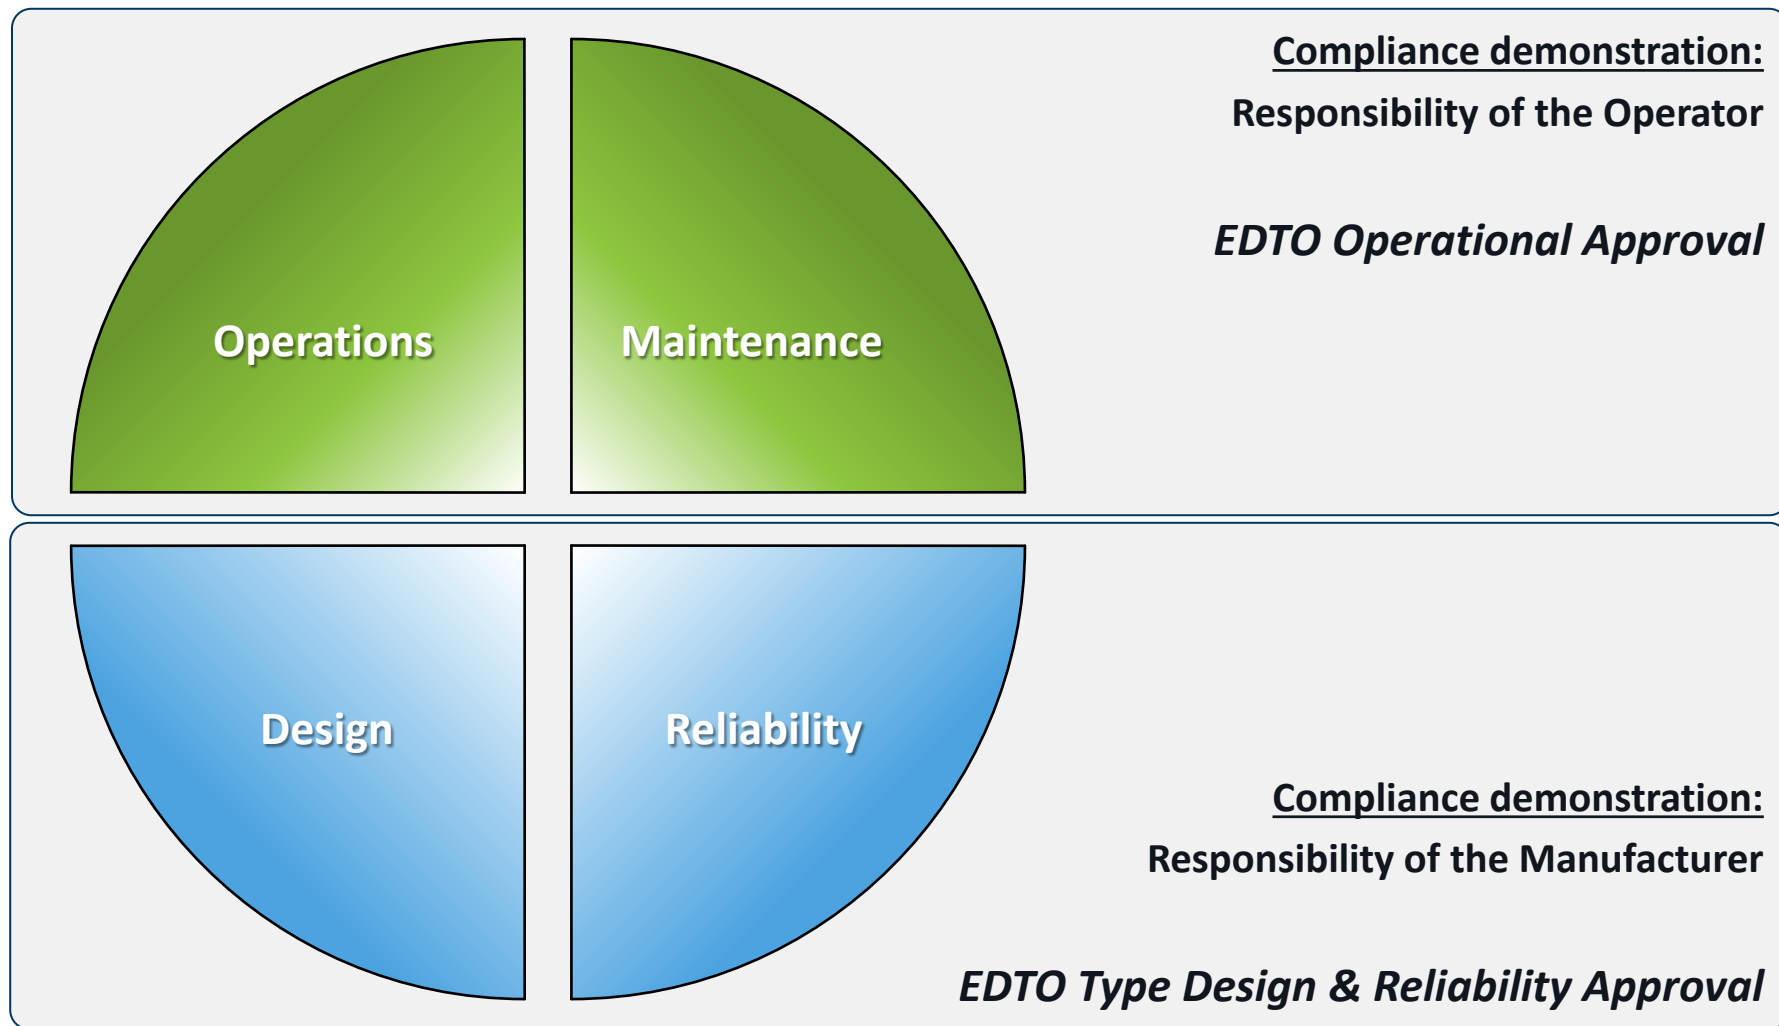 Compliance demonstration:
Responsibility of the Operator
EDTO Operational Approval
Operations
Maintenance
Design
Reliability
Compliance demonstration:
Responsibility of the Manufacturer
EDTO Type Design & Reliability Approval